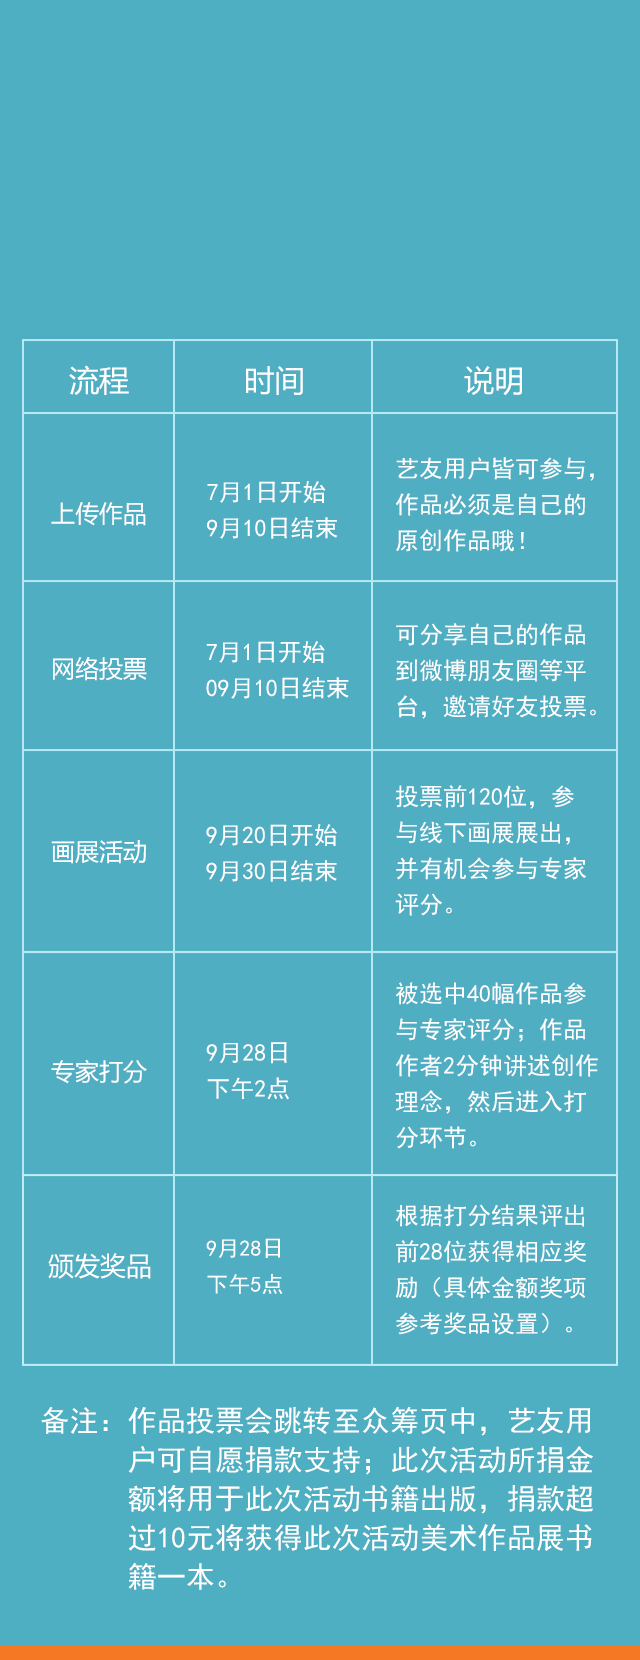 流程 时间 说明
上传作品
7月1日开始
9月10日结束
艺友用户皆可参与，
作品必须是自己的
原创作品哦！
网络投票
7月1日开始
09月10日结束
可分享自己的作品
到微博朋友圈等平
台，邀请好友投票。
画展活动
9月20日开始
9月30日结束
投票前120位，参
与线下画展展出，
并有机会参与专家
评分。
专家打分
9月28日
下午2点
被选中40幅作品参
与专家评分；作品
作者2分钟讲述创作
理念，然后进入打
分环节。
颁发奖品
9月28日
下午5点
根据打分结果评出
前28位获得相应奖
励（具体金额奖项
参考奖品设置）。
备注：作品投票会跳转至众筹页中，艺友用
户可自愿捐款支持；此次活动所捐金
额将用于此次活动书籍出版，捐款超
过10元将获得此次活动美术作品展书
籍一本。